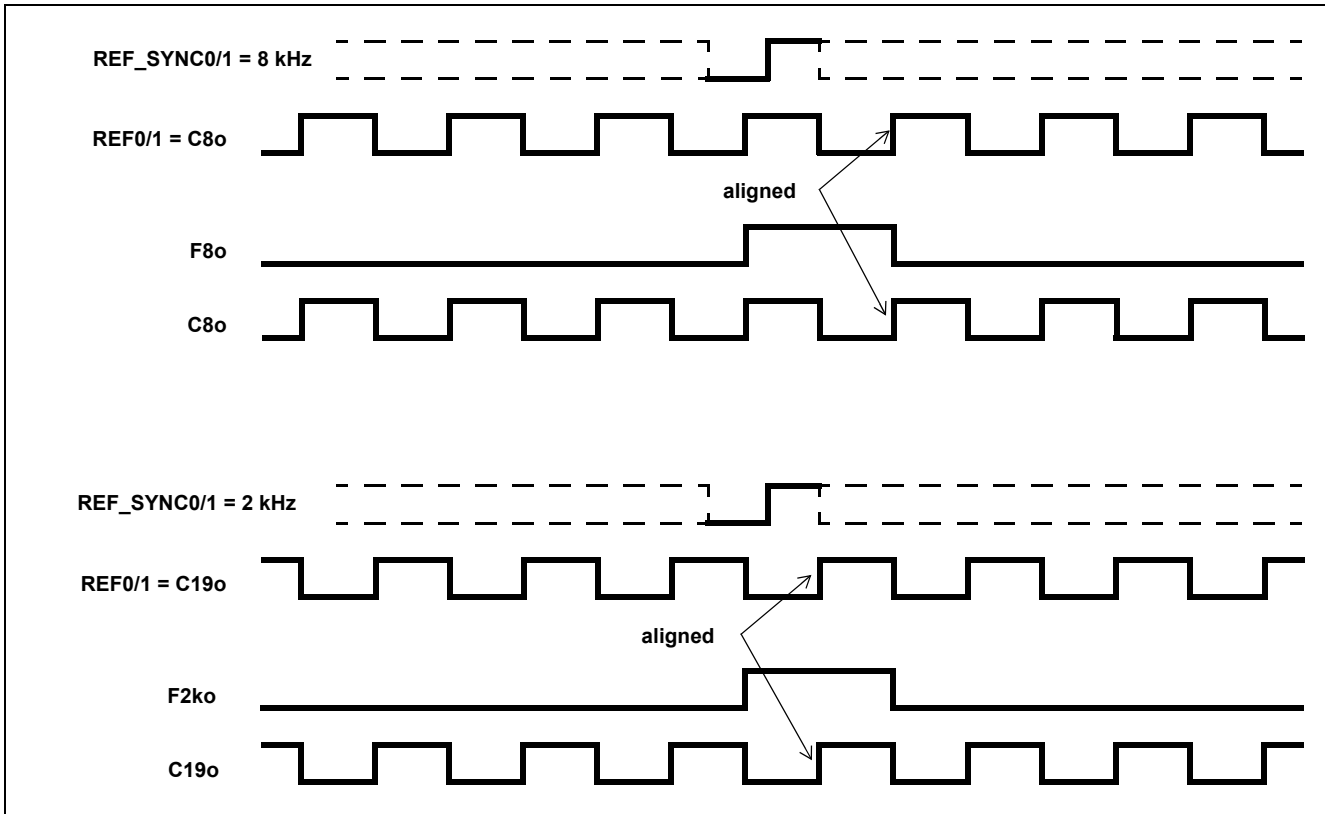 REF_SYNC0/1 = 8 kHz
REF0/1 = C8o
aligned
F8o
C8o
REF_SYNC0/1 = 2 kHz
REF0/1 = C19o
aligned
F2ko
C19o